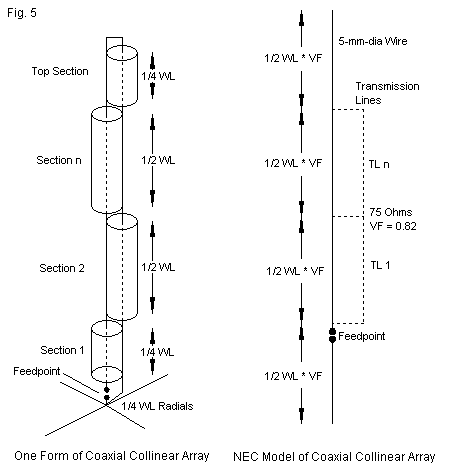 Fig. 5
Top Section
1/4 WL
Section n
1/2 WL
Section 2
1/2 WL
Section 1
1/4 WL
Feedpoint
1/4 WL Radials
One Form of Coaxial Collinear Array
5-mm-dia Wire
1/2 WL * VF
Transmission
Lines
1/2 WL * VF
TL n
75 Ohms
VF = 0.82
1/2 WL * VF
TL 1
Feedpoint
1/2 WL * VF
NEC Model of Coaxial Collinear Array